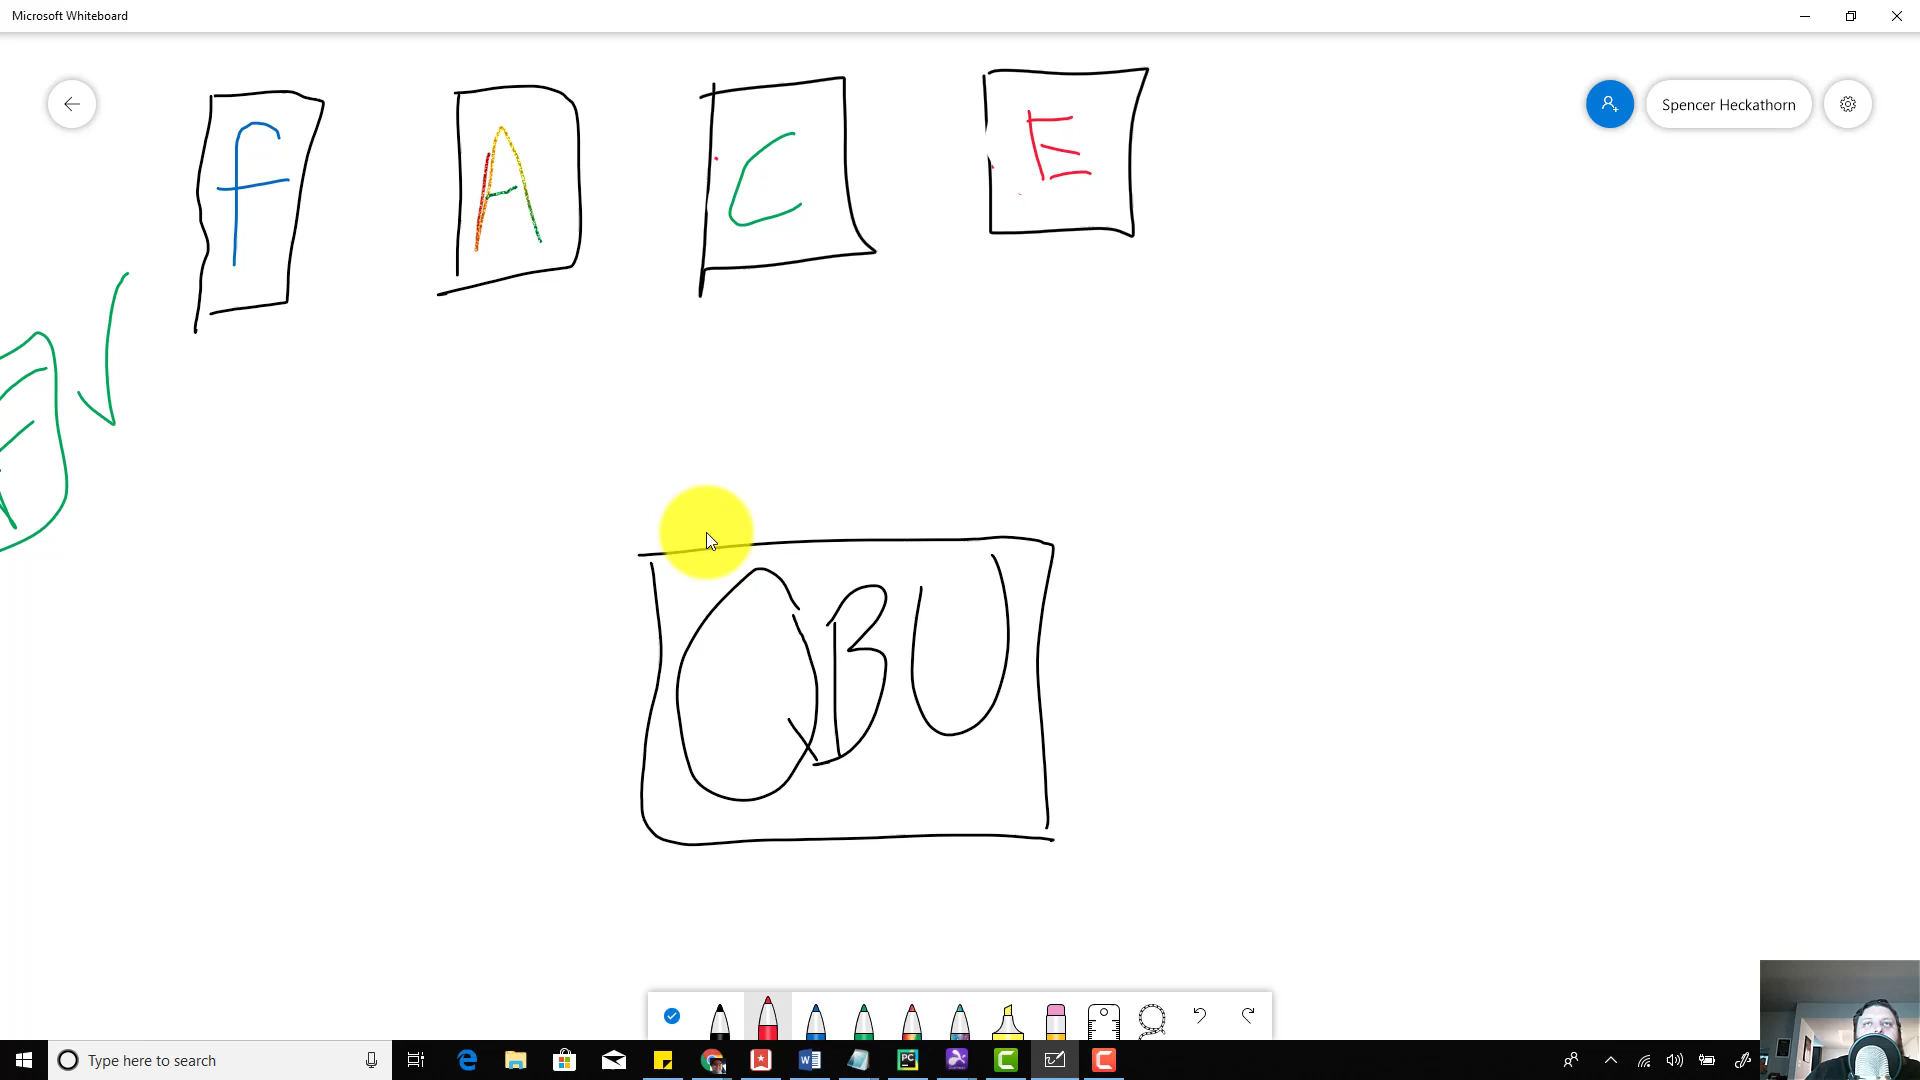 Microsoft Whiteboard
Spencer Heckathorn
f A C E
QBU
Type here to search